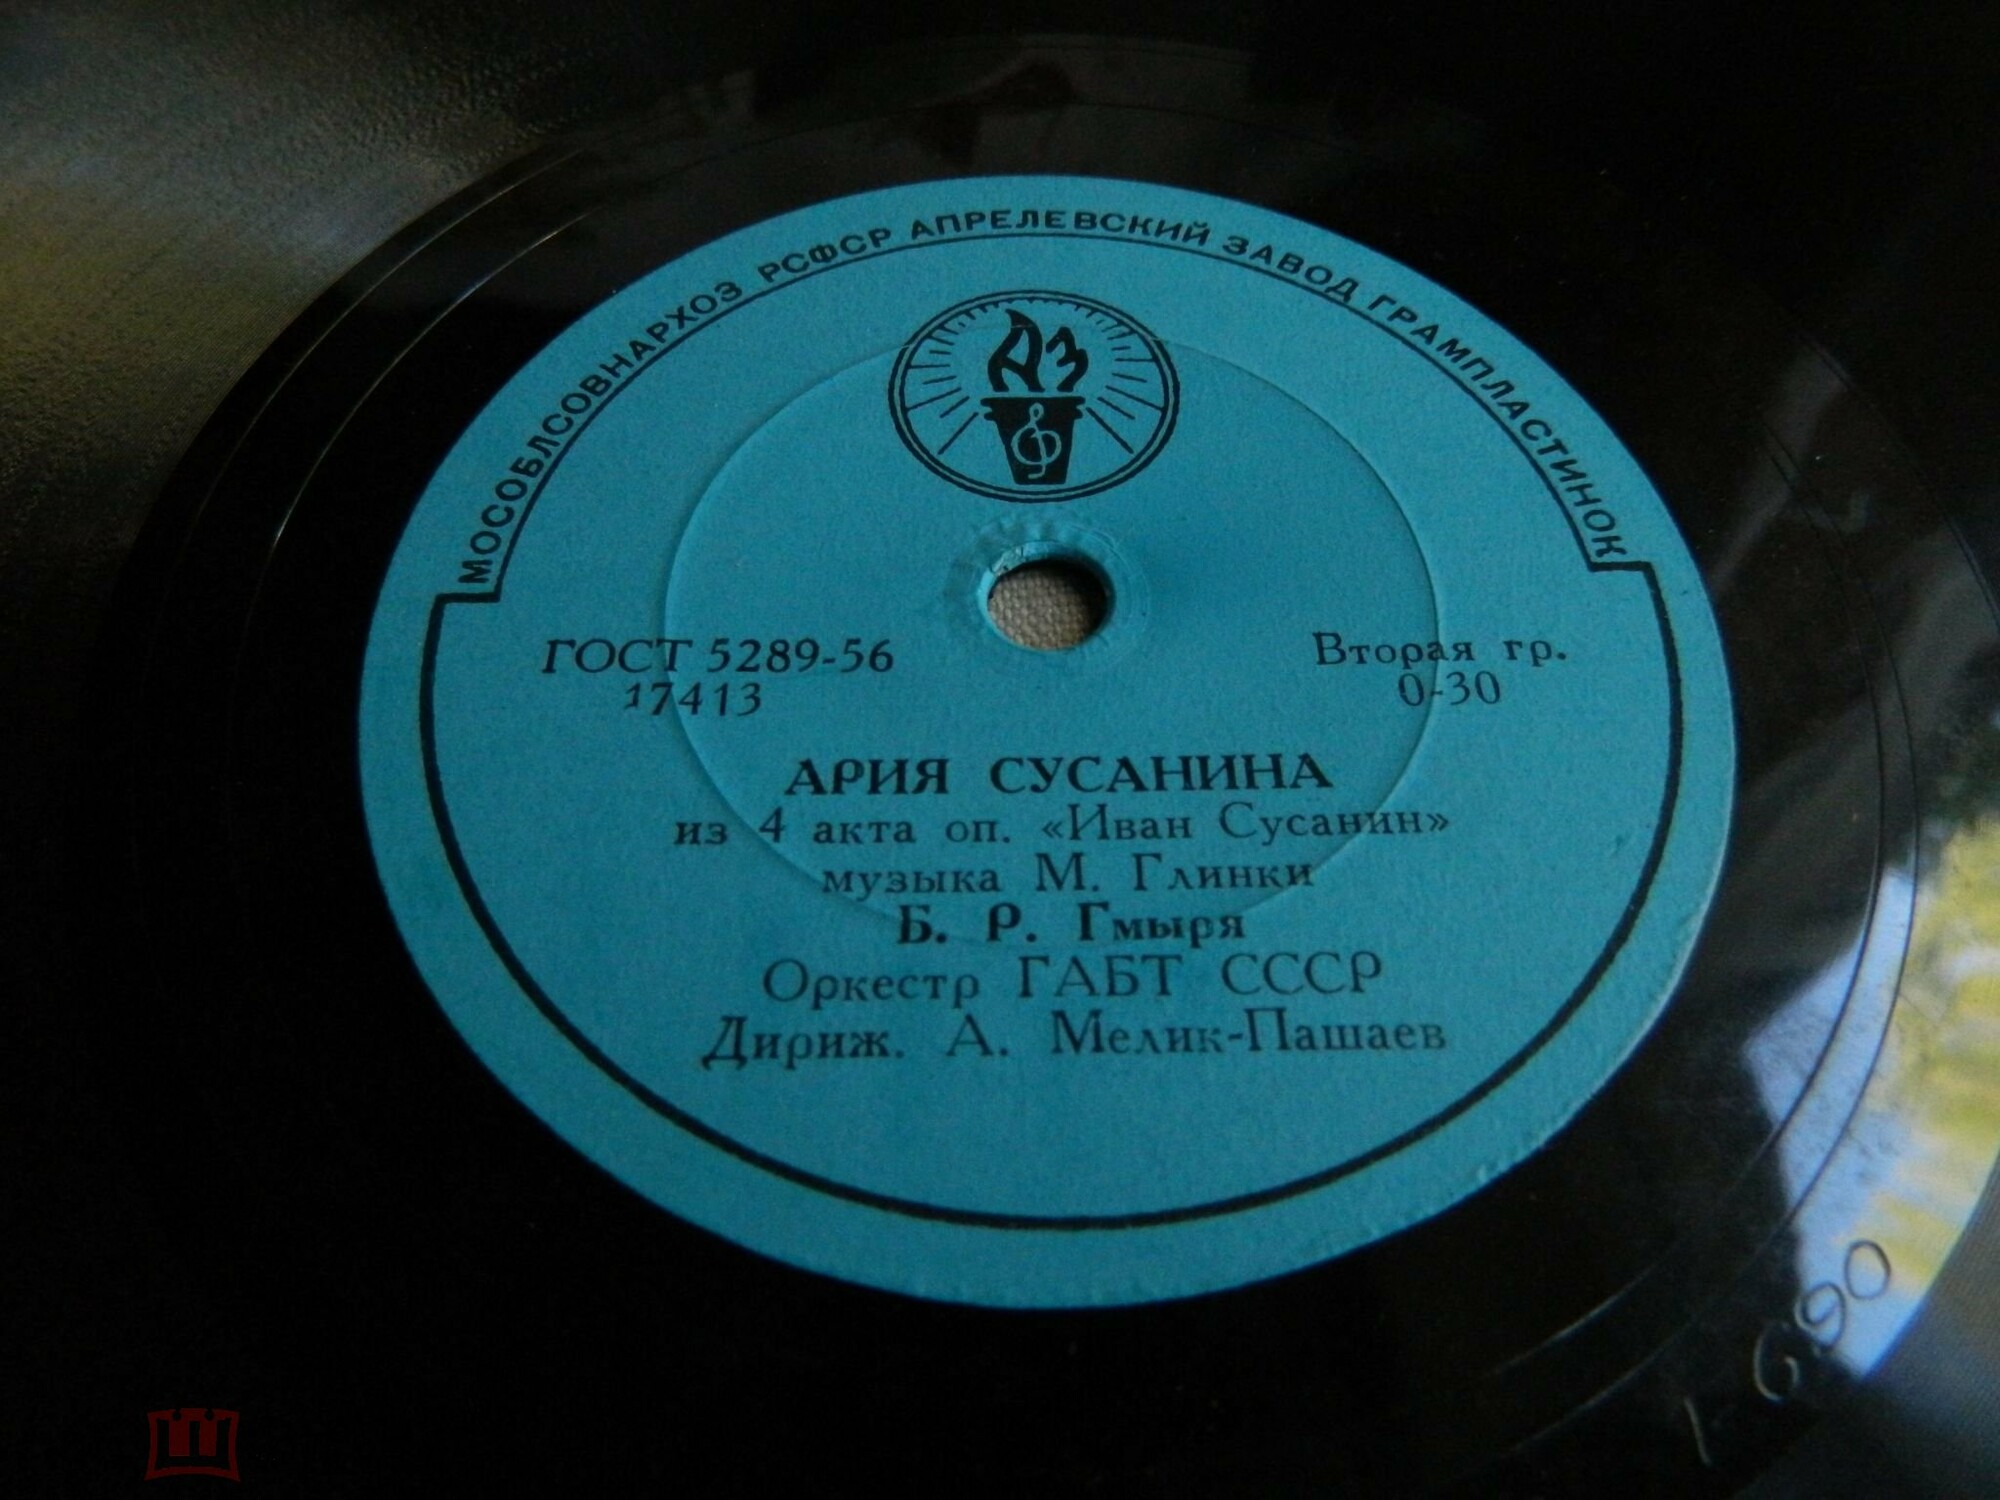 МОСОБЛСОВНАРХОЗ РСФСР АПРЕЛЕВСКИЙ ЗАВОД ГРАМПЛАСТИНОК
АЗ
ГОСТ 5289-56
17413
Вторая гр.
0-30
АРИЯ СУСАНИНА
из 4 акта оп. «Иван Сусанин»
музыка М. Глинки
Б. Р. Гмыря
Оркестр ГАБТ СССР
Дириж. А. Мелик-Пашаев